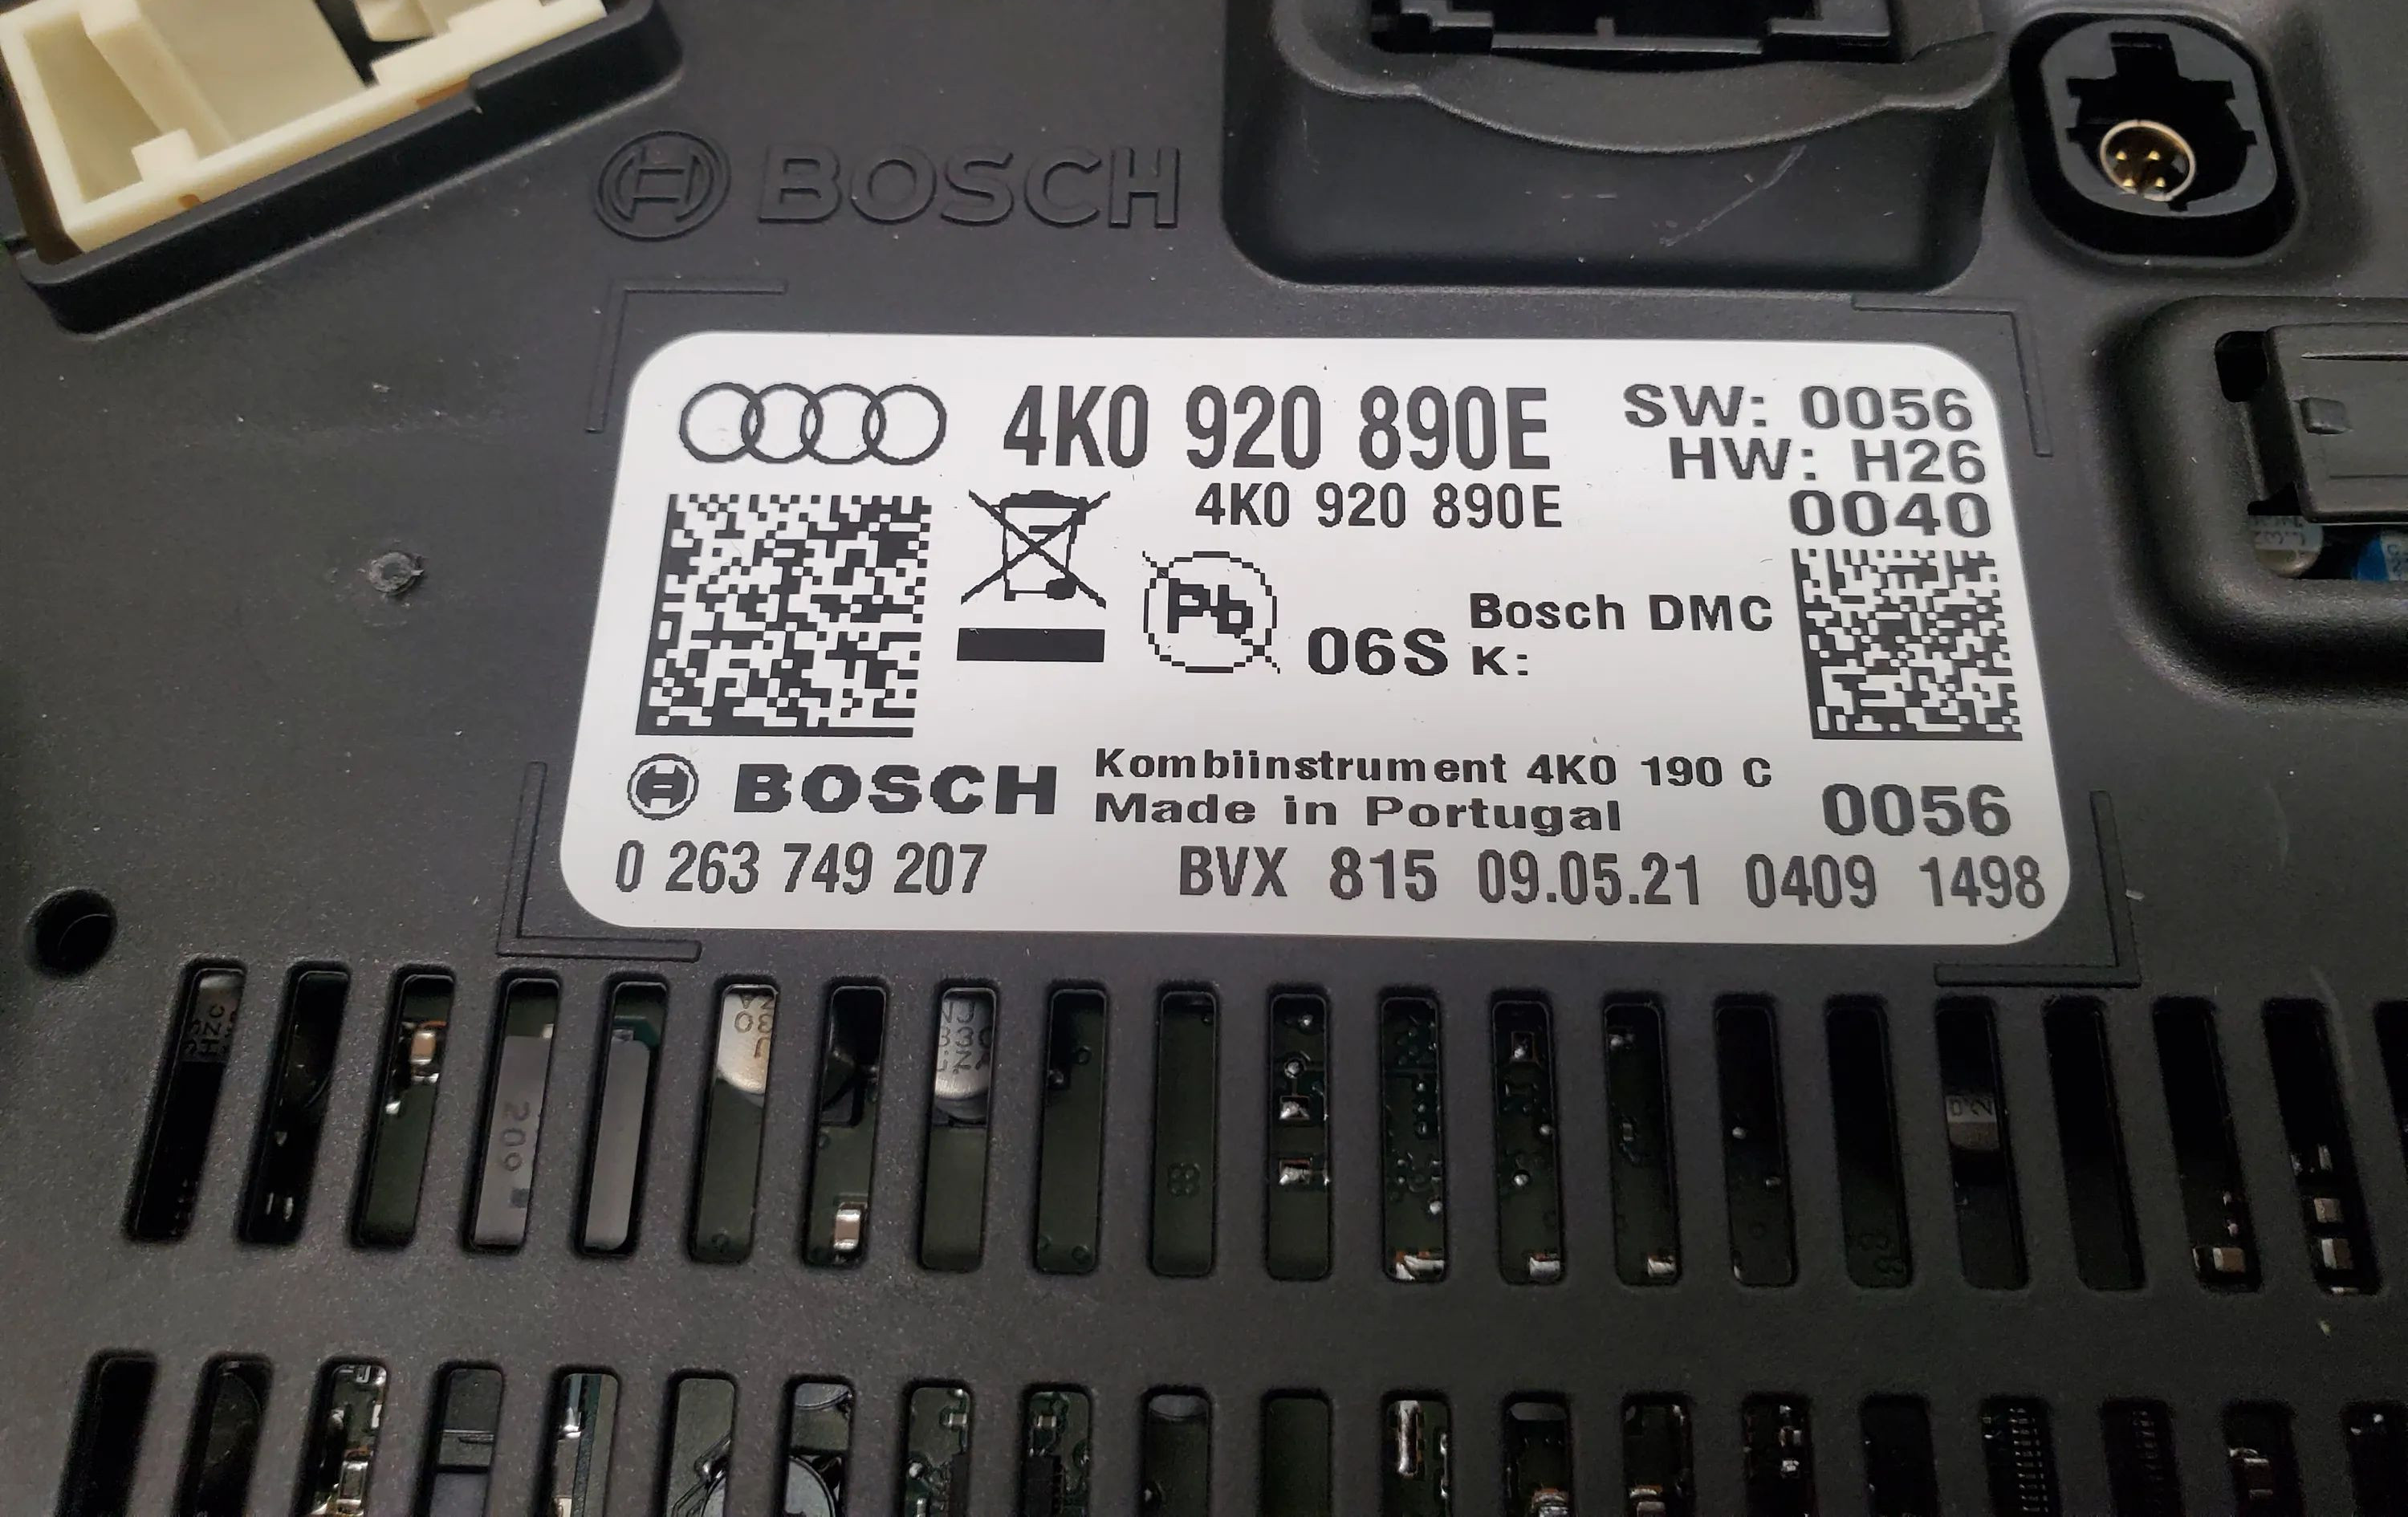 BOSCH
4K0 920 890E
SW: 0056
HW: H26
4K0 920 890E
0040
Pb
06S
Bosch DMC
K:
BOSCH
Kombiinstrument 4K0 190 C
Made in Portugal
0056
0 263 749 207
BVX 815 09.05.21 0409 1498
209